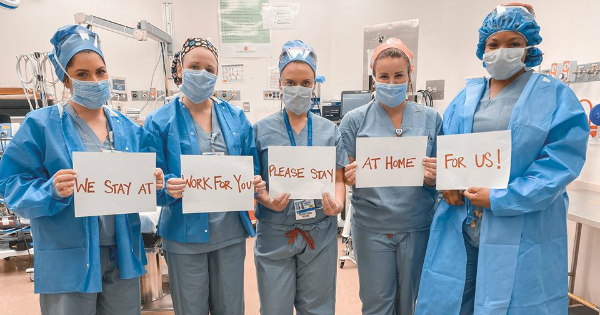 WE STAY AT
WORK FOR YOU
PLEASE STAY
AT HOME
FOR US!